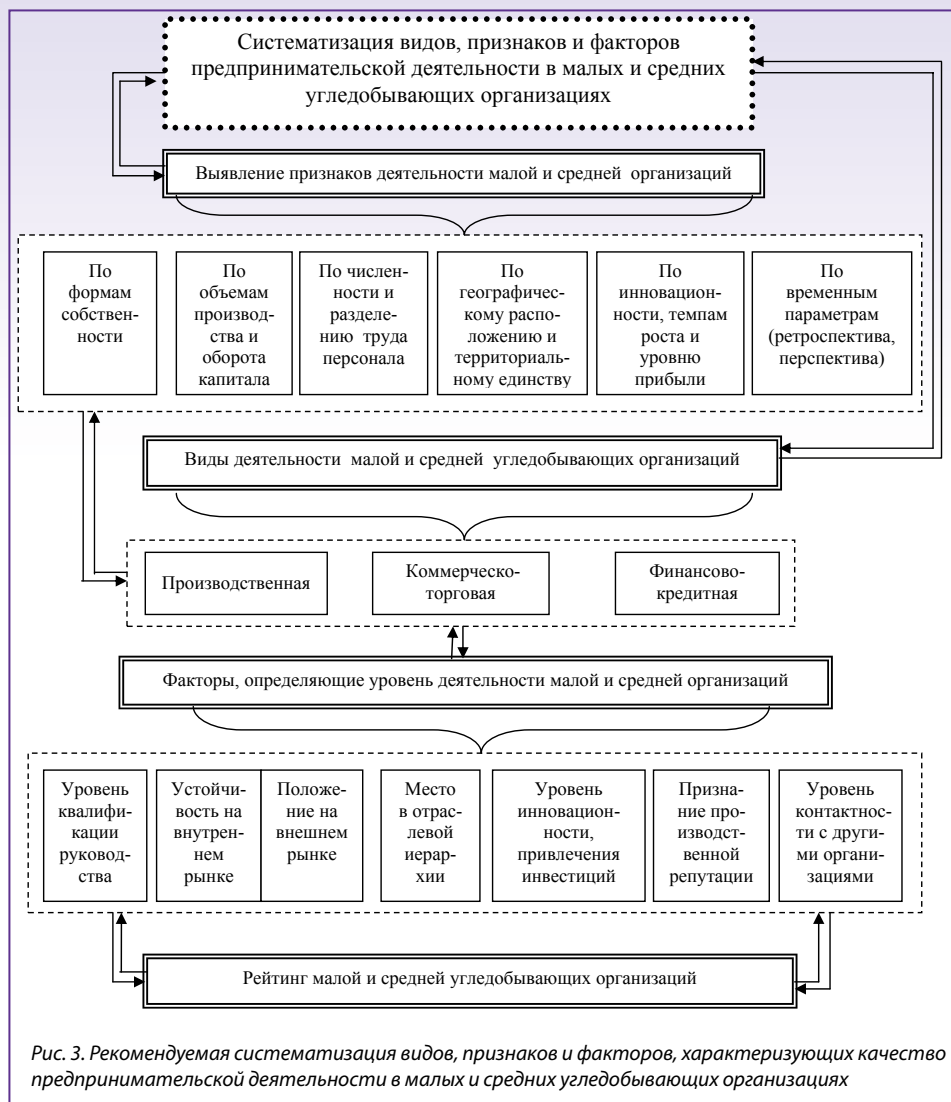 Систематизация видов, признаков и факторов
предпринимательской деятельности в малых и средних
угледобывающих организациях
Выявление признаков деятельности малой и средней организаций
По
формам
собствен-
ности
По
объемам
производ-
ства и
оборота
капитала
По числен-
ности и
разделению
труда
персонала
По
географичес-
кому распо-
ложению и
территориаль-
ному единству
По
инновацион-
ности, темпам
роста и
уровню
прибыли
По
временным
параметрам
(ретроспектива,
перспектива)
Виды деятельности малой и средней угледобывающих организаций
Производственная
Коммерческо-
торговая
Финансово-
кредитная
Факторы, определяющие уровень деятельности малой и средней организаций
Уровень
квалифи-
кации
руковод-
ства
Устойчи-
вость на
внутрен-
нем
рынке
Положе-
ние на
внешнем
рынке
Место
в отрас-
левой
иерар-
хии
Уровень
инновацион-
ности,
привлечения
инвестиций
Призна-
ние про-
изводст-
венной
репутации
Уровень
контактнос-
ти с други-
ми органи-
зациями
Рейтинг малой и средней угледобывающих организаций
Рис. 3. Рекомендуемая систематизация видов, признаков и факторов, характеризующих качество
предпринимательской деятельности в малых и средних угледобывающих организациях